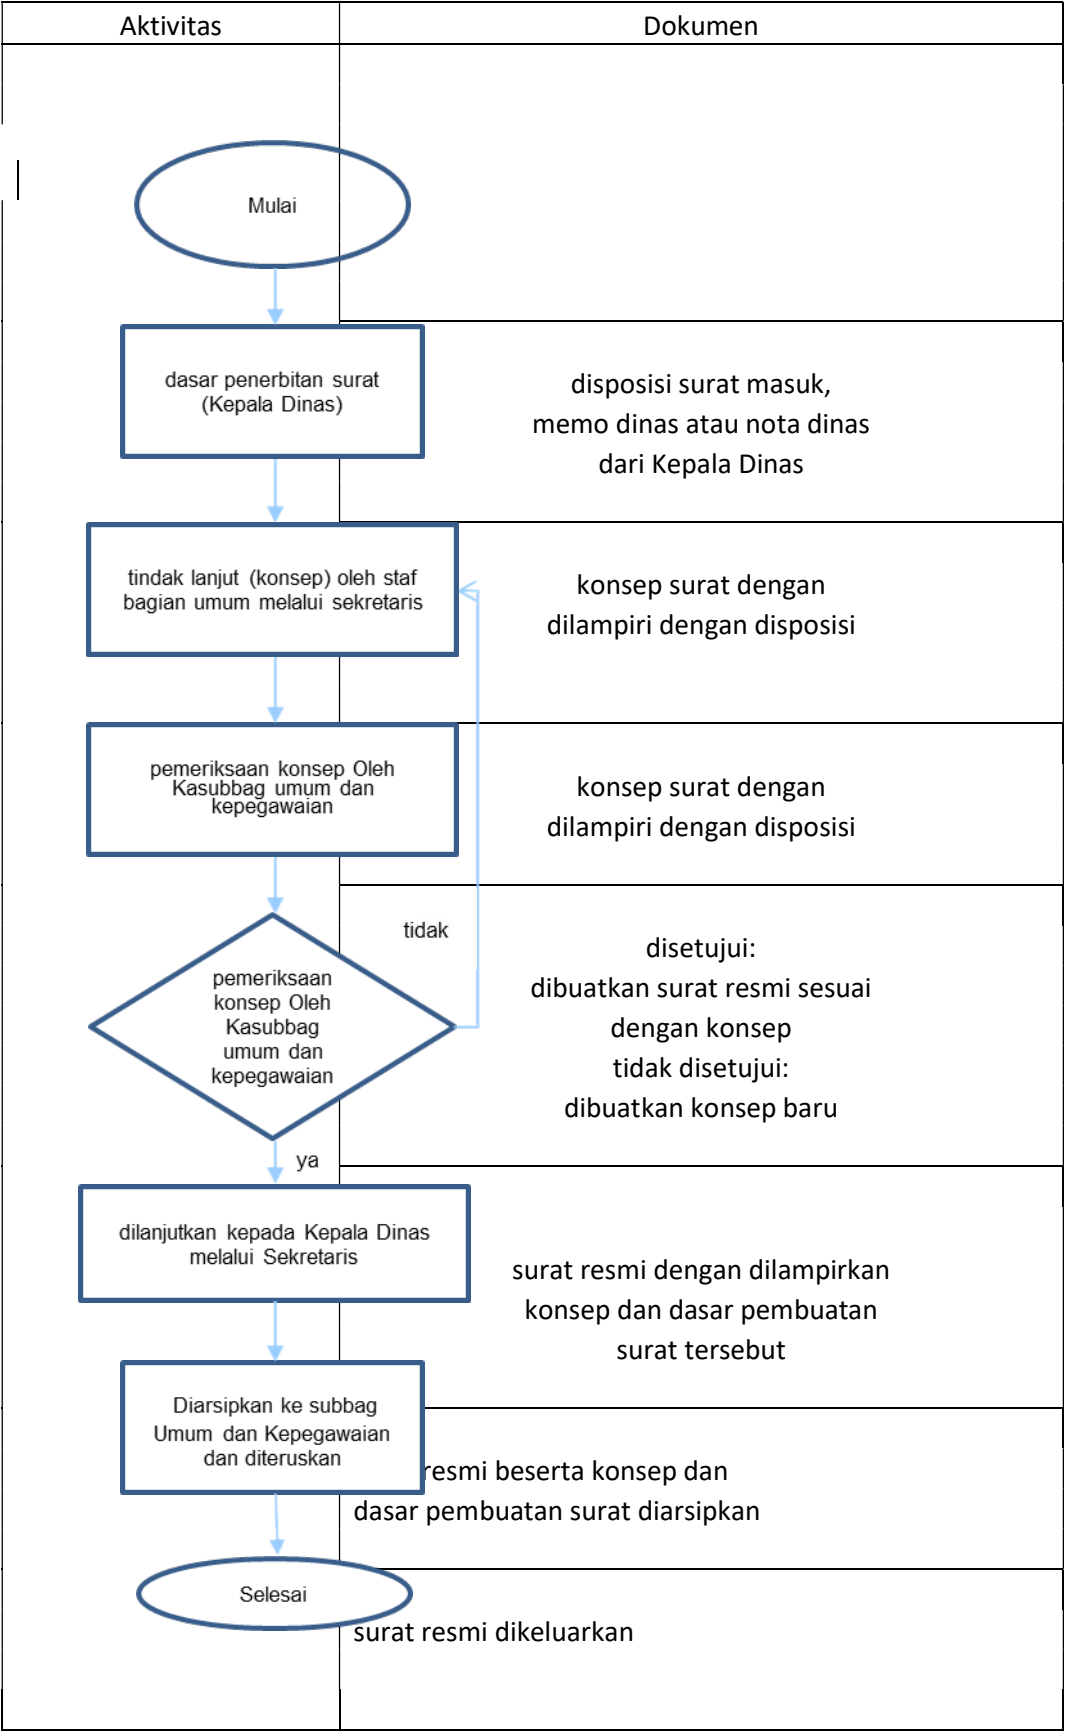 Aktivitas
Dokumen
Mulai
dasar penerbitan surat
(Kepala Dinas)
disposisi surat masuk,
memo dinas atau nota dinas
dari Kepala Dinas
tindak lanjut (konsep) oleh staf
bagian umum melalui sekretaris
konsep surat dengan
dilampiri dengan disposisi
pemeriksaan konsep Oleh
Kasubbag umum dan
kepegawaian
konsep surat dengan
dilampiri dengan disposisi
tidak
pemeriksaan
konsep Oleh
Kasubbag
umum dan
kepegawaian
disetujui:
dibuatkan surat resmi sesuai
dengan konsep
tidak disetujui:
dibuatkan konsep baru
ya
dilanjutkan kepada Kepala Dinas
melalui Sekretaris
surat resmi dengan dilampirkan
konsep dan dasar pembuatan
surat tersebut
Diarsipkan ke subbag
Umum dan Kepegawaian
dan diteruskan
resmi beserta konsep dan
dasar pembuatan surat diarsipkan
Selesai
surat resmi dikeluarkan